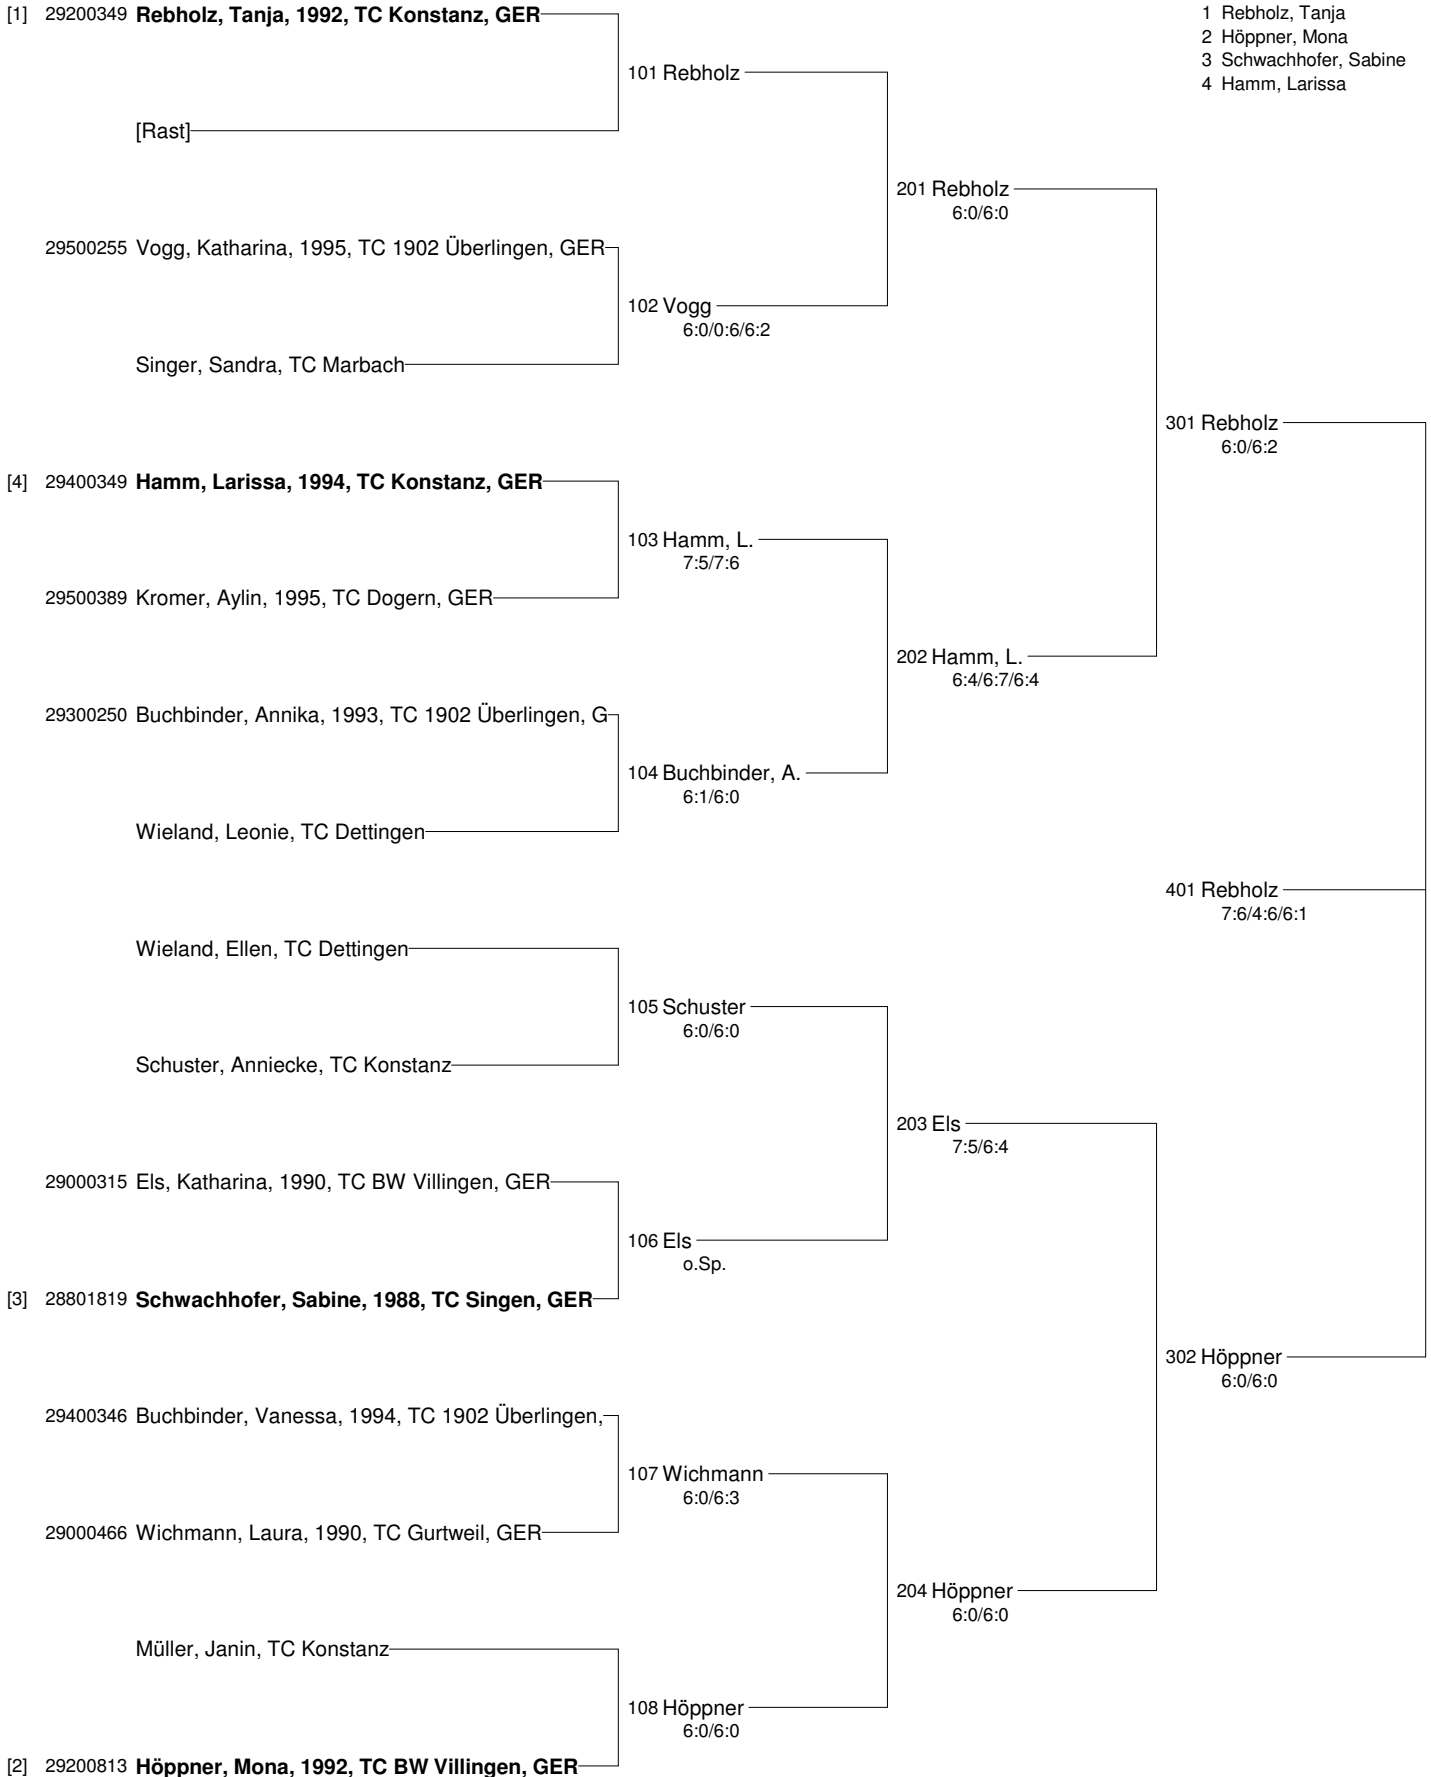 [1] 29200349 Rebholz, Tanja, 1992, TC Konstanz, GER
1 Rebholz, Tanja
2 Höppner, Mona
3 Schwachhofer, Sabine
4 Hamm, Larissa
101 Rebholz
[Rast]
201 Rebholz
6:0/6:0
29500255 Vogg, Katharina, 1995, TC 1902 Überlingen, GER
102 Vogg
6:0/0:6/6:2
Singer, Sandra, TC Marbach
301 Rebholz
6:0/6:2
[4] 29400349 Hamm, Larissa, 1994, TC Konstanz, GER
103 Hamm, L.
7:5/7:6
29500389 Kromer, Aylin, 1995, TC Dogern, GER
202 Hamm, L.
6:4/6:7/6:4
29300250 Buchbinder, Annika, 1993, TC 1902 Überlingen, G
104 Buchbinder, A.
6:1/6:0
Wieland, Leonie, TC Dettingen
401 Rebholz
7:6/4:6/6:1
Wieland, Ellen, TC Dettingen
105 Schuster
6:0/6:0
Schuster, Anniecke, TC Konstanz
203 Els
7:5/6:4
29000315 Els, Katharina, 1990, TC BW Villingen, GER
106 Els
o.Sp.
[3] 28801819 Schwachhofer, Sabine, 1988, TC Singen, GER
302 Höppner
6:0/6:0
29400346 Buchbinder, Vanessa, 1994, TC 1902 Überlingen,
107 Wichmann
6:0/6:3
29000466 Wichmann, Laura, 1990, TC Gurtweil, GER
204 Höppner
6:0/6:0
Müller, Janin, TC Konstanz
108 Höppner
6:0/6:0
[2] 29200813 Höppner, Mona, 1992, TC BW Villingen, GER